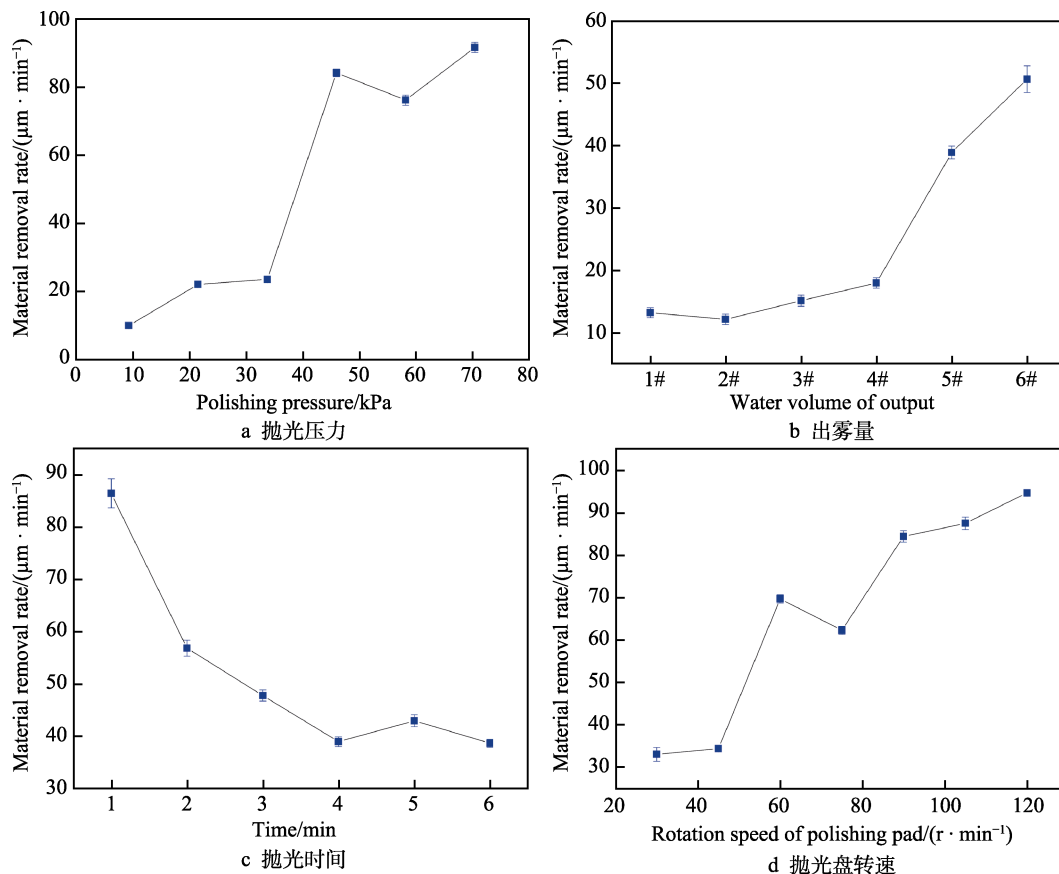 Material removal rate/(μm · min⁻¹)
100
80
60
40
20
0
0 10 20 30 40 50 60 70 80
Polishing pressure/kPa
a 抛光压力
Material removal rate/(μm · min⁻¹)
60
50
40
30
20
10
1# 2# 3# 4# 5# 6#
Water volume of output
b 出雾量
Material removal rate/(μm · min⁻¹)
90
80
70
60
50
40
30
1 2 3 4 5 6
Time/min
c 抛光时间
Material removal rate/(μm · min⁻¹)
100
90
80
70
60
50
40
30
20 40 60 80 100 120
Rotation speed of polishing pad/(r · min⁻¹)
d 抛光盘转速